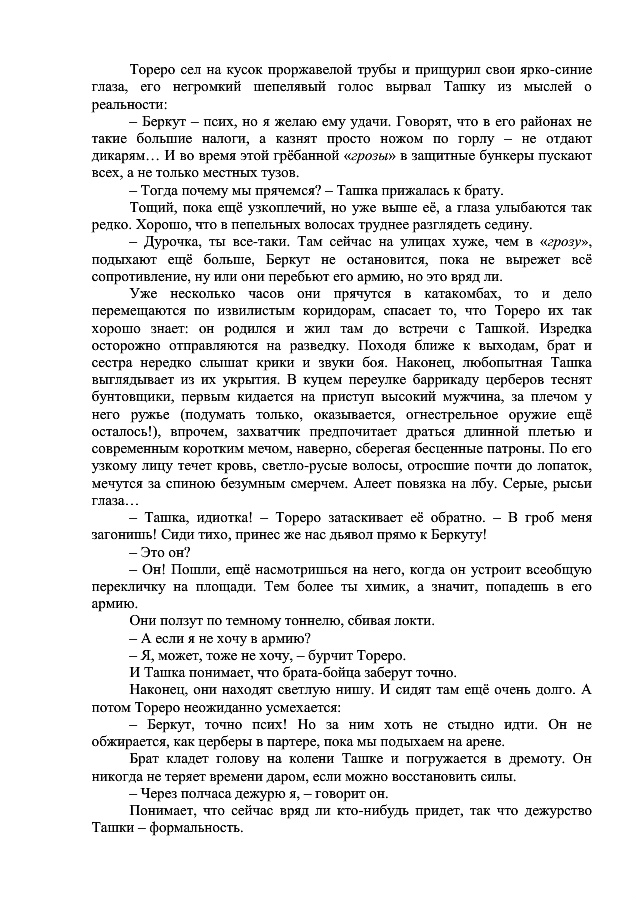 Тореро сел на кусок проржавелой трубы и прищурил свои ярко-синие
глаза, его негромкий шепелявый голос вырвал Ташку из мыслей о
реальности:
– Беркут – псих, но я желаю ему удачи. Говорят, что в его районах не
такие большие налоги, а казнят просто ножом по горлу – не отдают
дикарям… И во время этой грёбанной «грозы» в защитные бункеры пускают
всех, а не только местных тузов.
– Тогда почему мы прячемся? – Ташка прижалась к брату.
Тощий, пока ещё узкоплечий, но уже выше её, а глаза улыбаются так
редко. Хорошо, что в пепельных волосах труднее разглядеть седину.
– Дурочка, ты все-таки. Там сейчас на улицах хуже, чем в «грозу»,
подыхают ещё больше, Беркут не остановится, пока не вырежет всё
сопротивление, ну или они перебьют его армию, но это вряд ли.
Уже несколько часов они прячутся в катакомбах, то и дело
перемещаются по извилистым коридорам, спасает то, что Тореро их так
хорошо знает: он родился и жил там до встречи с Ташкой. Изредка
осторожно отправляются на разведку. Походя ближе к выходам, брат и
сестра нередко слышат крики и звуки боя. Наконец, любопытная Ташка
выглядывает из их укрытия. В куцем переулке баррикаду церберов теснят
бунтовщики, первым кидается на приступ высокий мужчина, за плечом у
него ружье (подумать только, оказывается, огнестрельное оружие ещё
осталось!), впрочем, захватчик предпочитает драться длинной плетью и
современным коротким мечом, наверно, сберегая бесценные патроны. По его
узкому лицу течет кровь, светло-русые волосы, отросшие почти до лопаток,
мечутся за спиною безумным смерчем. Алеет повязка на лбу. Серые, рысьи
глаза…
– Ташка, идиотка! – Тореро затаскивает её обратно. – В гроб меня
загонишь! Сиди тихо, принес же нас дьявол прямо к Беркуту!
– Это он?
– Он! Пошли, ещё насмотришься на него, когда он устроит всеобщую
перекличку на площади. Тем более ты химик, а значит, попадешь в его
армию.
Они ползут по темному тоннелю, сбивая локти.
– А если я не хочу в армию?
– Я, может, тоже не хочу, – бурчит Тореро.
И Ташка понимает, что брата-бойца заберут точно.
Наконец, они находят светлую нишу. И сидят там ещё очень долго. А
потом Тореро неожиданно усмехается:
– Беркут, точно псих! Но за ним хоть не стыдно идти. Он не
обжирается, как церберы в партере, пока мы подыхаем на арене.
Брат кладет голову на колени Ташке и погружается в дремоту. Он
никогда не теряет времени даром, если можно восстановить силы.
– Через полчаса дежурю я, – говорит он.
Понимает, что сейчас вряд ли кто-нибудь придет, так что дежурство
Ташки – формальность.